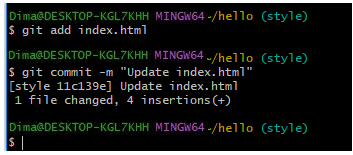 Dima@DESKTOP-KGL7KHH MINGW64 ~/hello (style)
$ git add index.html
Dima@DESKTOP-KGL7KHH MINGW64 ~/hello (style)
$ git commit -m "Update index.html"
[style 11c139e] Update index.html
1 file changed, 4 insertions(+)
Dima@DESKTOP-KGL7KHH MINGW64 ~/hello (style)
$